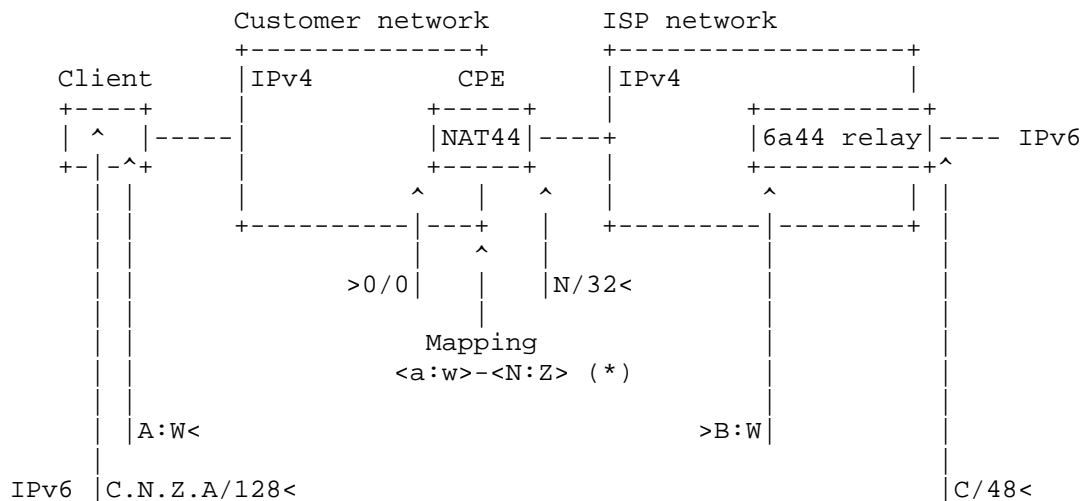 Customer network ISP network
Client IPv4 CPE IPv4
NAT44 6a44 relay IPv6
>0/0 N/32<
Mapping
<a:w>-<N:Z> (*)
A:W< >B:W
IPv6 C.N.Z.A/128< C/48<